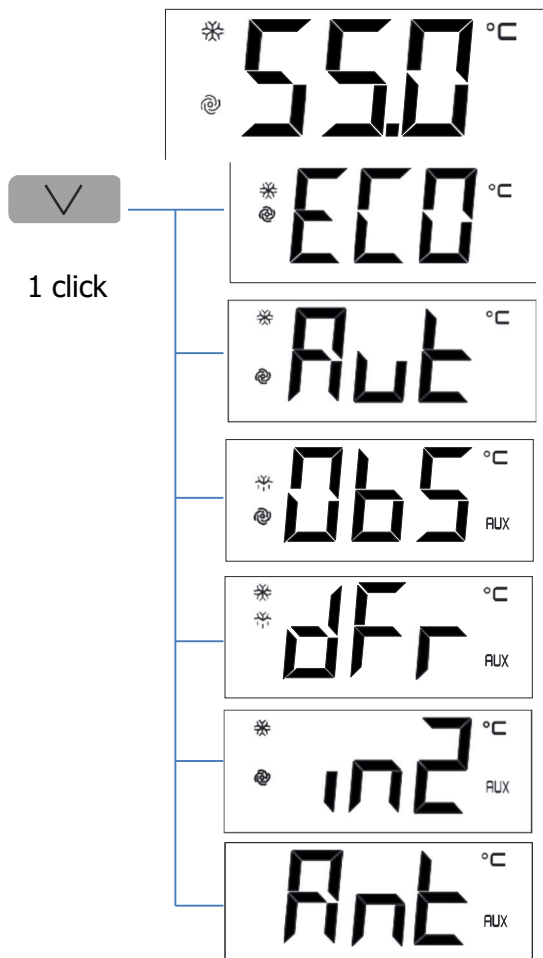 55.0 °C
ECO °C
1 click
Aut °C
ObS °C
AUX
dFr °C
AUX
in2 °C
AUX
Ant °C
AUX